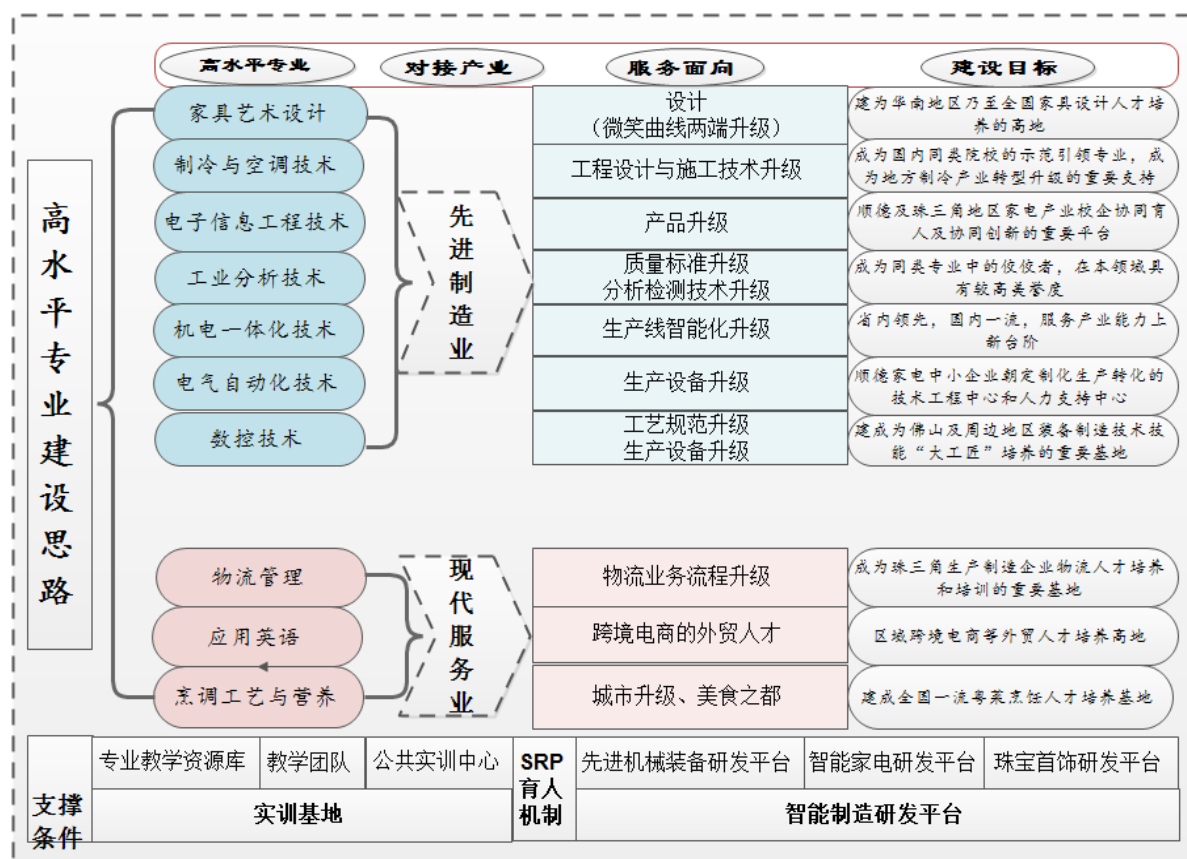 高水平专业
对接产业
服务面向
建设目标
高水平专业建设思路
家具艺术设计
设计
（微笑曲线两端升级）
建为华南地区乃至全国家具设计人才培
养的高地
制冷与空调技术
工程设计与施工技术升级
成为国内同类院校的示范引领专业，成
为地方制冷产业转型升级的重要支持
电子信息工程技术
产品升级
顺德及珠三角地区家电产业校企协同育
人及协同创新的重要平台
先进制造业
工业分析技术
质量标准升级
分析检测技术升级
成为同类专业中的佼佼者，在本领域具
有较高美誉度
机电一体化技术
生产线智能化升级
省内领先，国内一流，服务产业能力上
新台阶
电气自动化技术
生产设备升级
顺德家电中小企业朝定制化生产转化的
技术工程中心和人力支持中心
数控技术
工艺规范升级
生产设备升级
建成为佛山及周边地区装备制造技术技
能“大工匠”培养的重要基地
物流管理
物流业务流程升级
成为珠三角生产制造企业物流人才培养
和培训的重要基地
现代服务业
应用英语
跨境电商的外贸人才
区域跨境电商等外贸人才培养高地
烹调工艺与营养
城市升级、美食之都
建成全国一流粤菜烹饪人才培养基地
支撑
条件
专业教学资源库
教学团队
公共实训中心
实训基地
SRP
育人
机制
先进机械装备研发平台
智能家电研发平台
珠宝首饰研发平台
智能制造研发平台